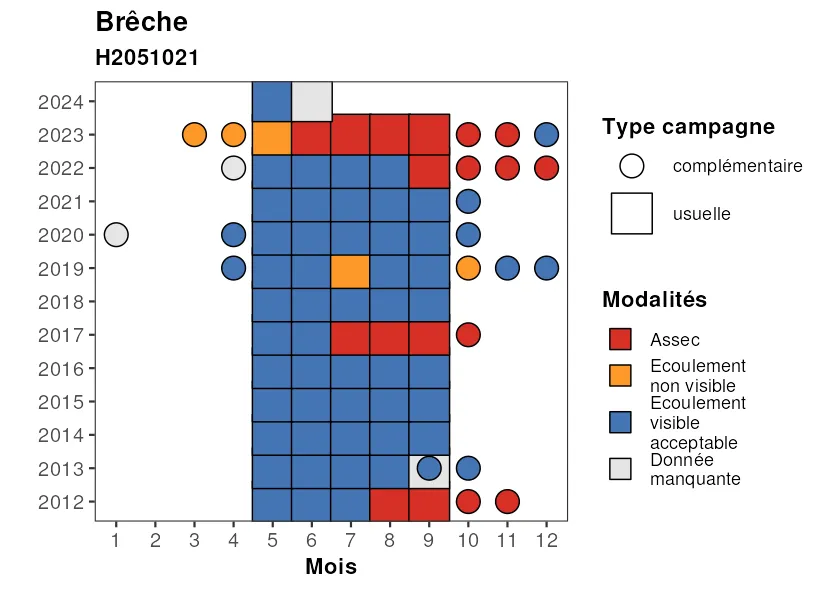 Brêche
H2051021
2024
2023
2022
2021
2020
2019
2018
2017
2016
2015
2014
2013
2012
1 2 3 4 5 6 7 8 9 10 11 12
Mois
Type campagne
complémentaire
usuelle
Modalités
Assec
Ecoulement
non visible
Ecoulement
visible
acceptable
Donnée
manquante